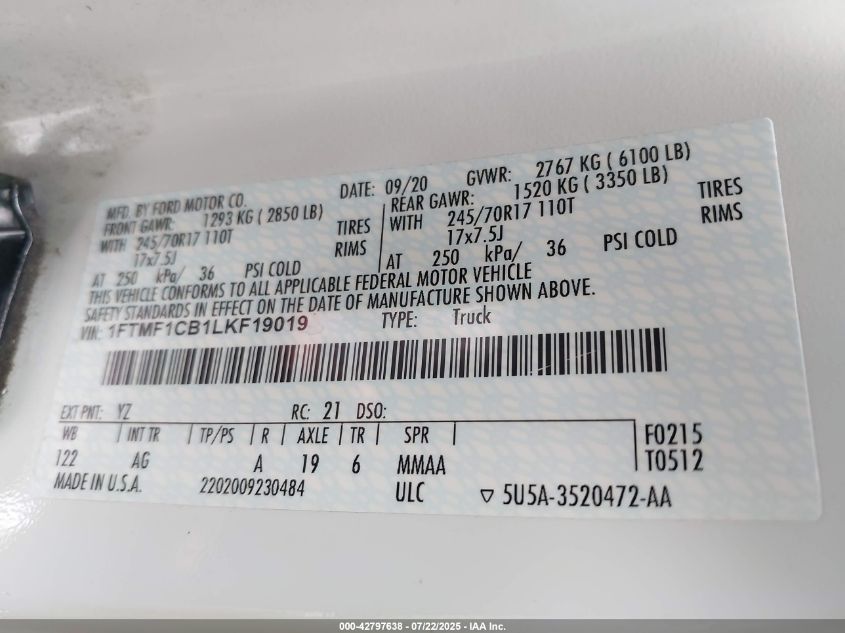 MFD. BY FORD MOTOR CO. DATE: 09/20 GVWR: 2767 KG ( 6100 LB)
FRONT GAWR: 1293 KG ( 2850 LB) REAR GAWR: 1520 KG ( 3350 LB)
WITH 245/70R17 110T TIRES WITH 245/70R17 110T TIRES
17x7.5J RIMS 17x7.5J RIMS
AT 250 kPa/ 36 PSI COLD AT 250 kPa/ 36 PSI COLD
THIS VEHICLE CONFORMS TO ALL APPLICABLE FEDERAL MOTOR VEHICLE
SAFETY STANDARDS IN EFFECT ON THE DATE OF MANUFACTURE SHOWN ABOVE.
VIN: 1FTMF1CB1LKF19019 TYPE: Truck
EXT PNT: YZ RC: 21 DSO:
WB INT TR TP/PS R AXLE TR SPR F0215
122 AG A 19 6 MMAA T0512
MADE IN U.S.A. 2202009230484 ULC 5U5A-3520472-AA
000-42797638 - 07/22/2025 - IAA Inc.